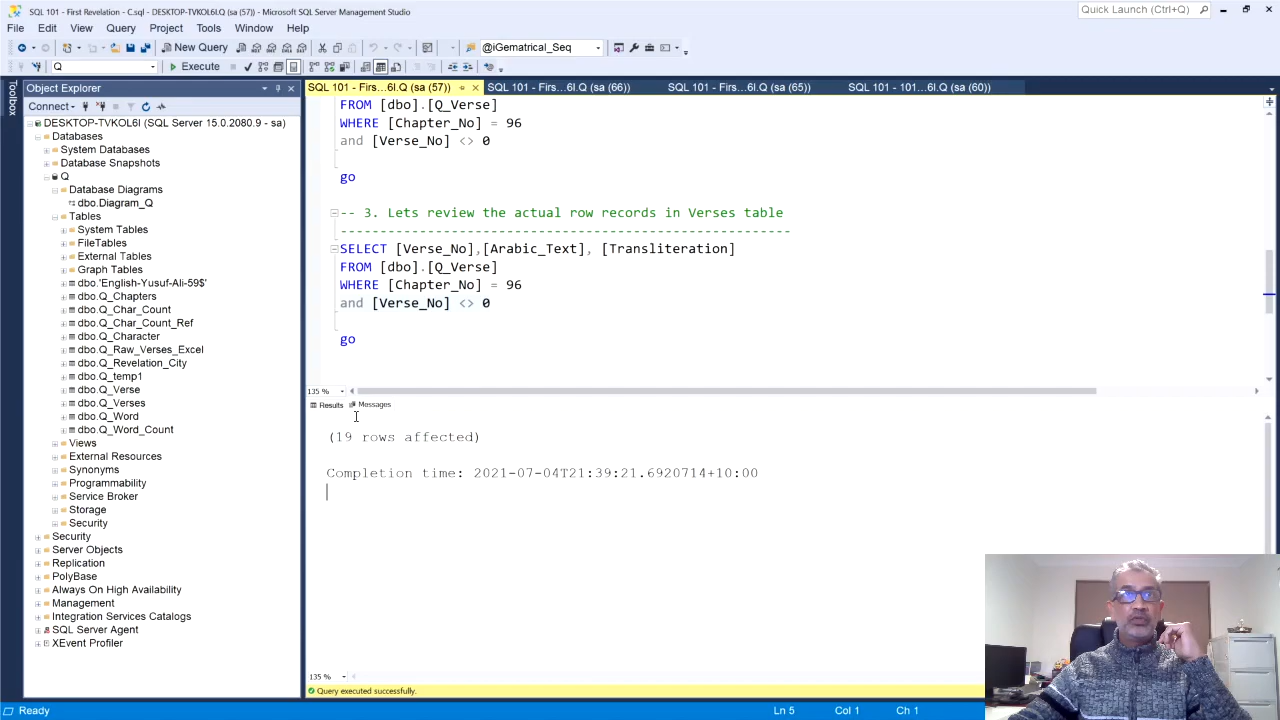 SQL 101 - First Revelation - C.sql - DESKTOP-TVKOL6I.Q (sa (57)) - Microsoft SQL Server Management Studio
Quick Launch (Ctrl+Q)
File Edit View Query Project Tools Window Help
New Query
@iGematrical_Seq
Q
Execute
Toolbox
Object Explorer
Connect
DESKTOP-TVKOL6I (SQL Server 15.0.2080.9 - sa)
Databases
System Databases
Database Snapshots
Q
Database Diagrams
dbo.Diagram_Q
Tables
System Tables
FileTables
External Tables
Graph Tables
dbo.'English-Yusuf-Ali-59$'
dbo.Q_Chapters
dbo.Q_Char_Count
dbo.Q_Char_Count_Ref
dbo.Q_Character
dbo.Q_Raw_Verses_Excel
dbo.Q_Revelation_City
dbo.Q_temp1
dbo.Q_Verse
dbo.Q_Verses
dbo.Q_Word
dbo.Q_Word_Count
Views
External Resources
Synonyms
Programmability
Service Broker
Storage
Security
Security
Server Objects
Replication
PolyBase
Always On High Availability
Management
Integration Services Catalogs
SQL Server Agent
XEvent Profiler
SQL 101 - Firs...6I.Q (sa (57))
SQL 101 - Firs...6I.Q (sa (66))
SQL 101 - Firs...6I.Q (sa (65))
SQL 101 - 101...6I.Q (sa (60))
FROM [dbo].[Q_Verse]
WHERE [Chapter_No] = 96
and [Verse_No] <> 0
go
-- 3. Lets review the actual row records in Verses table
---------------------------------------------------------
SELECT [Verse_No],[Arabic_Text], [Transliteration]
FROM [dbo].[Q_Verse]
WHERE [Chapter_No] = 96
and [Verse_No] <> 0
go
135 %
Results Messages
(19 rows affected)
Completion time: 2021-07-04T21:39:21.6920714+10:00
135 %
Query executed successfully.
Ready
Ln 5 Col 1 Ch 1